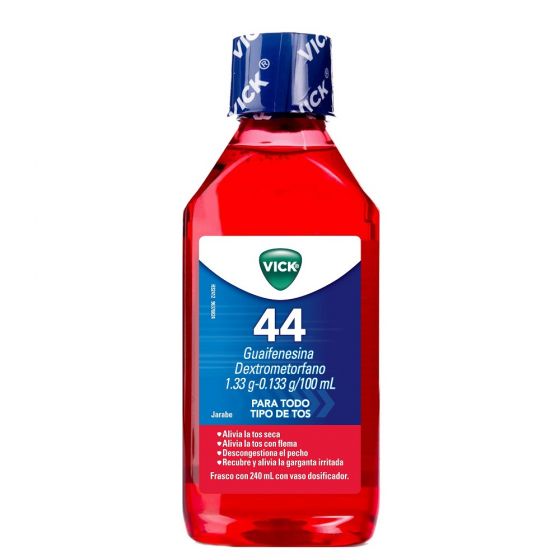 VICK®
VICK
VICK®
44
Guaifenesina
Dextrometorfano
1.33 g-0.133 g/100 mL
PARA TODO
TIPO DE TOS
Jarabe
Alivia la tos seca
Alivia la tos con flema
Descongestiona el pecho
Recubre y alivia la garganta irritada
Frasco con 240 mL con vaso dosificador.